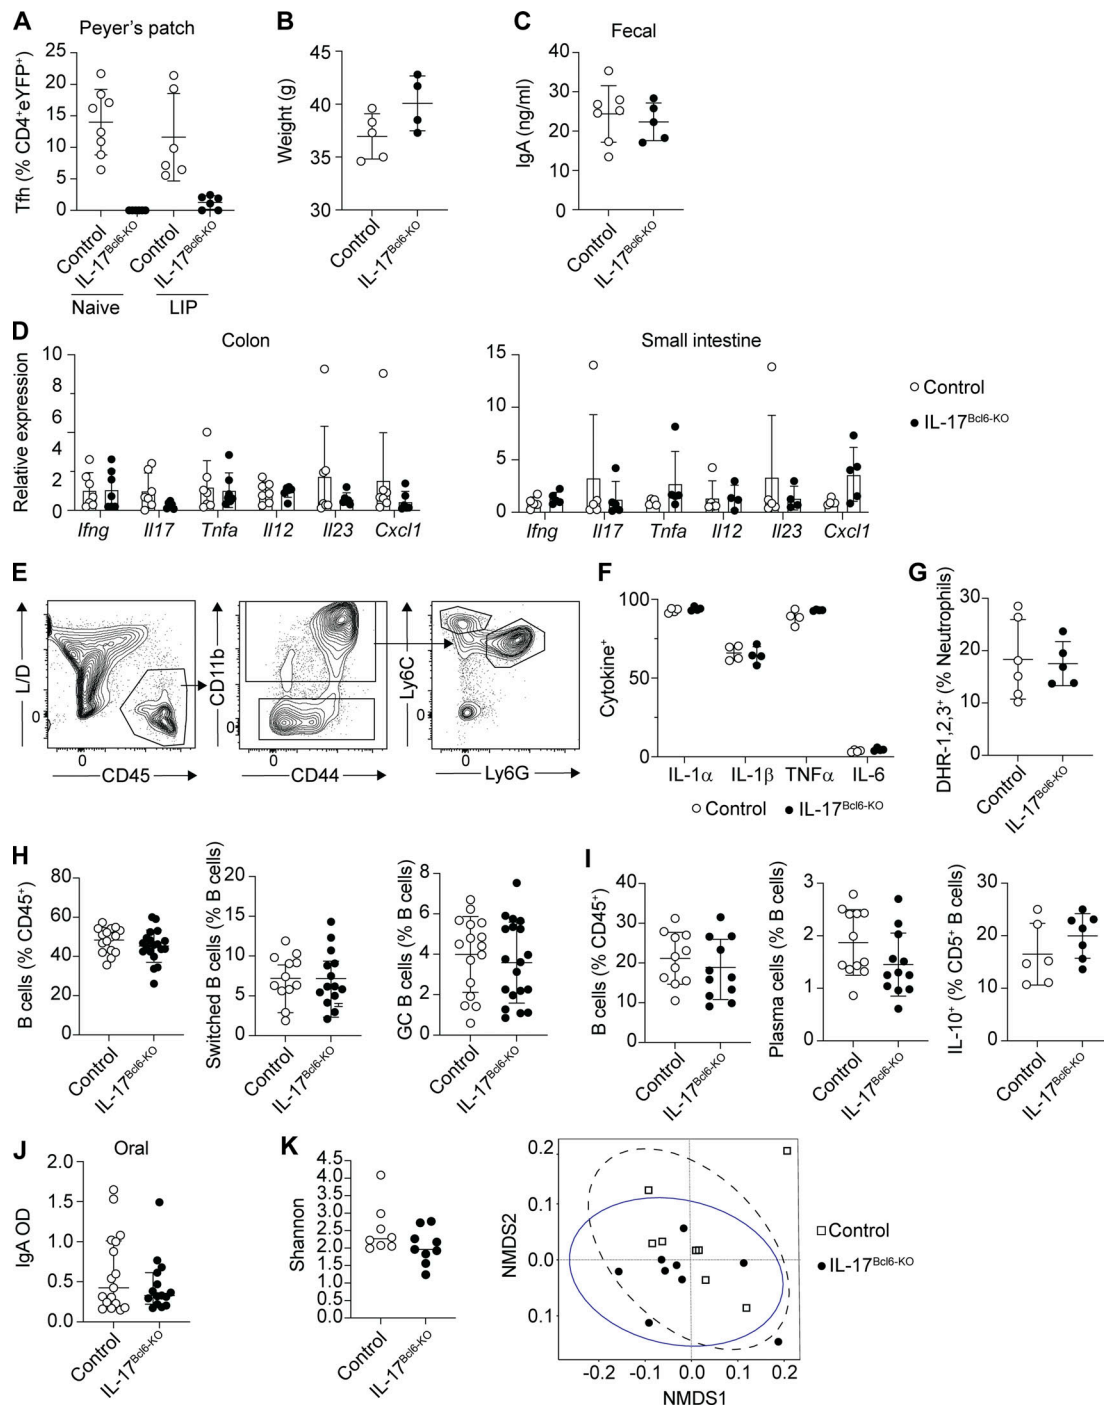 A
Peyer's patch
Tfh (% CD4⁺eYFP⁺)
25
20
15
10
5
0
Control
IL-17ᴮᶜˡ⁶⁻ᴷᴼ
Control
IL-17ᴮᶜˡ⁶⁻ᴷᴼ
Naive
LIP
B
Weight (g)
45
40
35
30
Control
IL-17ᴮᶜˡ⁶⁻ᴷᴼ
C
Fecal
IgA (ng/ml)
40
30
20
10
0
Control
IL-17ᴮᶜˡ⁶⁻ᴷᴼ
D
Colon
Relative expression
10
8
6
4
2
0
Ifng Il17 Tnfa Il12 Il23 Cxcl1
Small intestine
15
10
5
0
Ifng Il17 Tnfa Il12 Il23 Cxcl1
Control
IL-17ᴮᶜˡ⁶⁻ᴷᴼ
E
L/D
0
0
CD45
CD11b
0
0
CD44
Ly6C
0
0
Ly6G
F
Cytokine⁺
100
50
0
IL-1α IL-1β TNFα IL-6
Control IL-17ᴮᶜˡ⁶⁻ᴷᴼ
G
DHR-1,2,3⁺ (% Neutrophils)
30
20
10
0
Control
IL-17ᴮᶜˡ⁶⁻ᴷᴼ
H
B cells (% CD45⁺)
80
60
40
20
0
Control
IL-17ᴮᶜˡ⁶⁻ᴷᴼ
Switched B cells (% B cells)
20
15
10
5
0
Control
IL-17ᴮᶜˡ⁶⁻ᴷᴼ
GC B cells (% B cells)
8
6
4
2
0
Control
IL-17ᴮᶜˡ⁶⁻ᴷᴼ
I
B cells (% CD45⁺)
40
30
20
10
0
Control
IL-17ᴮᶜˡ⁶⁻ᴷᴼ
Plasma cells (% B cells)
3
2
1
0
Control
IL-17ᴮᶜˡ⁶⁻ᴷᴼ
IL-10⁺ (% CD5⁺ B cells)
30
20
10
0
Control
IL-17ᴮᶜˡ⁶⁻ᴷᴼ
J
Oral
IgA OD
2.0
1.5
1.0
0.5
0.0
Control
IL-17ᴮᶜˡ⁶⁻ᴷᴼ
K
Shannon
4.5
4.0
3.5
3.0
2.5
2.0
1.5
1.0
0.5
0.0
Control
IL-17ᴮᶜˡ⁶⁻ᴷᴼ
NMDS2
0.2
0.1
0.0
0.1
-0.2 -0.1 -0.0 0.1 0.2
NMDS1
Control
IL-17ᴮᶜˡ⁶⁻ᴷᴼ